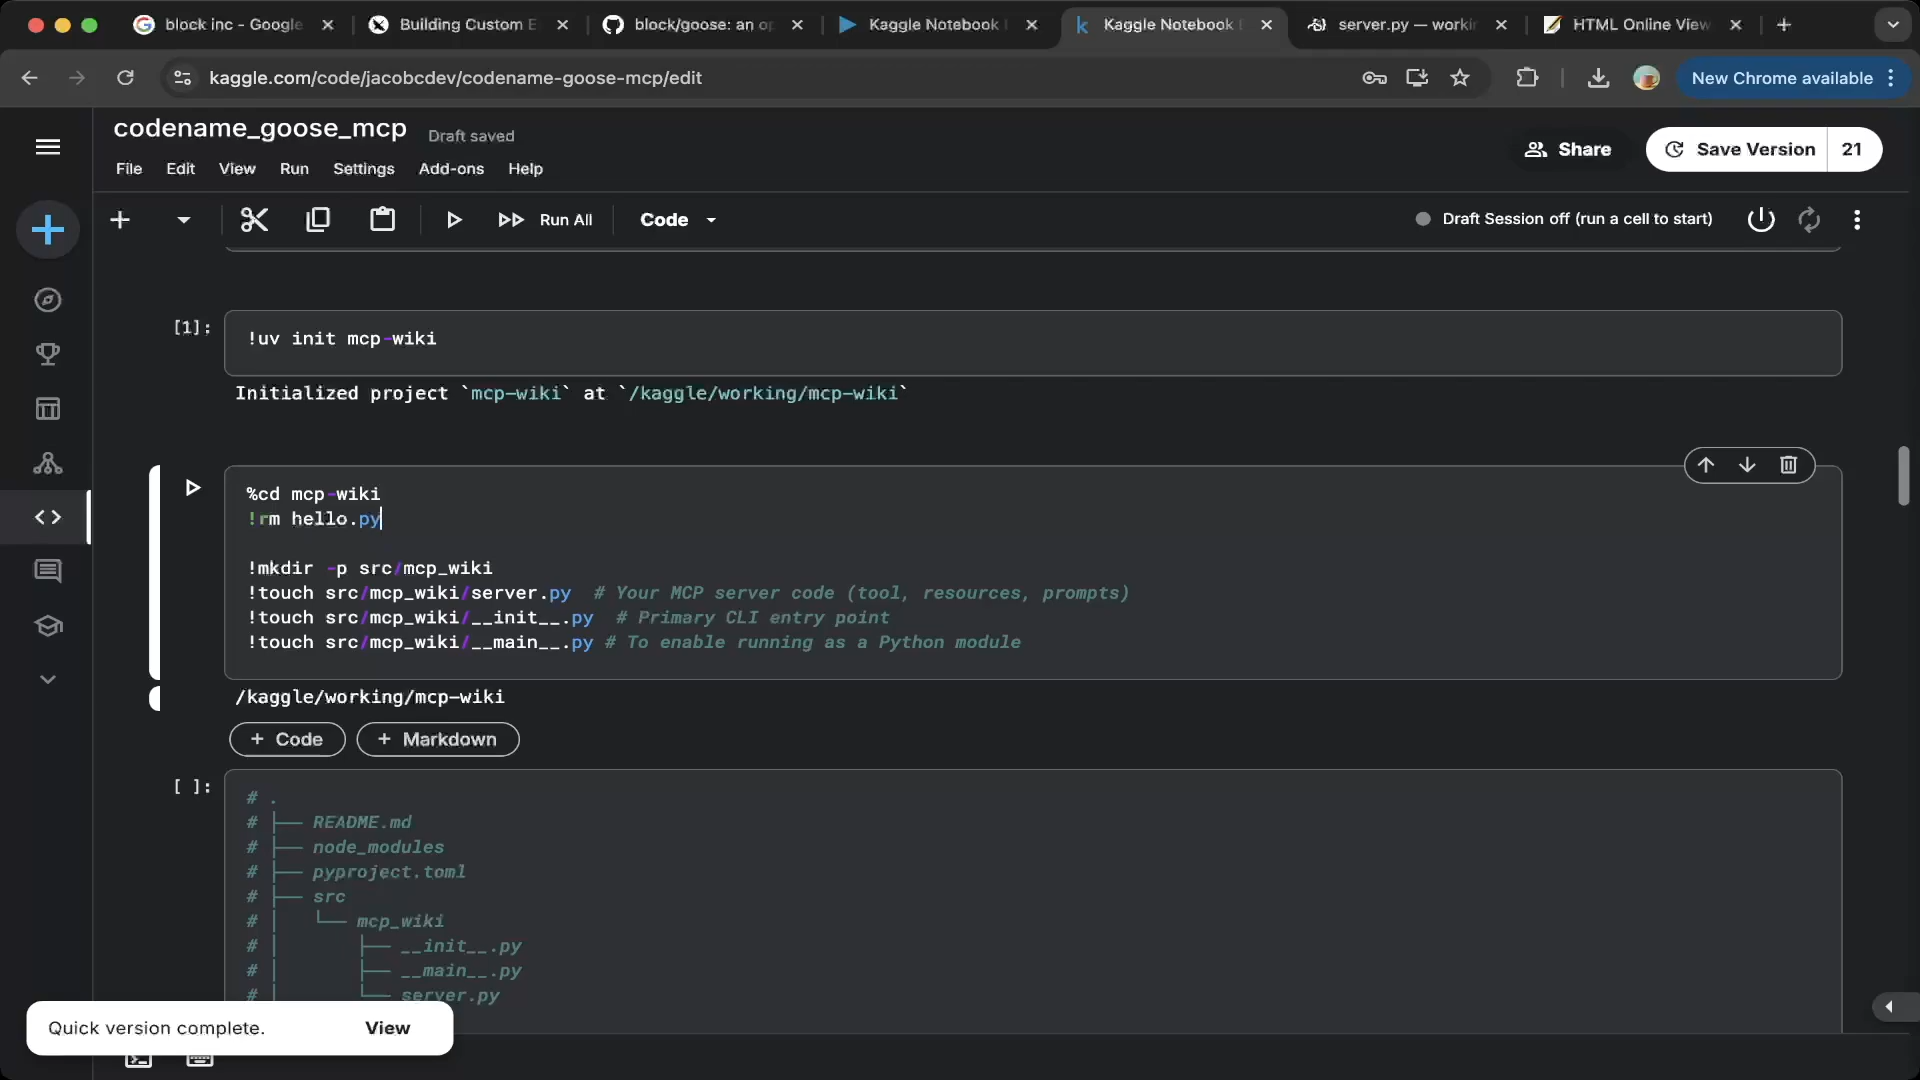 block inc - Google
Building Custom E
block/goose: an op
Kaggle Notebook
Kaggle Notebook
server.py — worki
HTML Online View
kaggle.com/code/jacobcdev/codename-goose-mcp/edit
New Chrome available
codename_goose_mcp
Draft saved
File Edit View Run Settings Add-ons Help
Share
Save Version
21
Run All
Code
Draft Session off (run a cell to start)
[1]:
!uv init mcp-wiki
Initialized project `mcp-wiki` at `/kaggle/working/mcp-wiki`
%cd mcp-wiki
!rm hello.py
!mkdir -p src/mcp_wiki
!touch src/mcp_wiki/server.py  # Your MCP server code (tool, resources, prompts)
!touch src/mcp_wiki/__init__.py  # Primary CLI entry point
!touch src/mcp_wiki/__main__.py # To enable running as a Python module
/kaggle/working/mcp-wiki
+ Code
+ Markdown
[ ]:
# .
# ├── README.md
# ├── node_modules
# ├── pyproject.toml
# ├── src
# │   └── mcp_wiki
# │       ├── __init__.py
# │       ├── __main__.py
# │       └── server.py
Quick version complete.
View